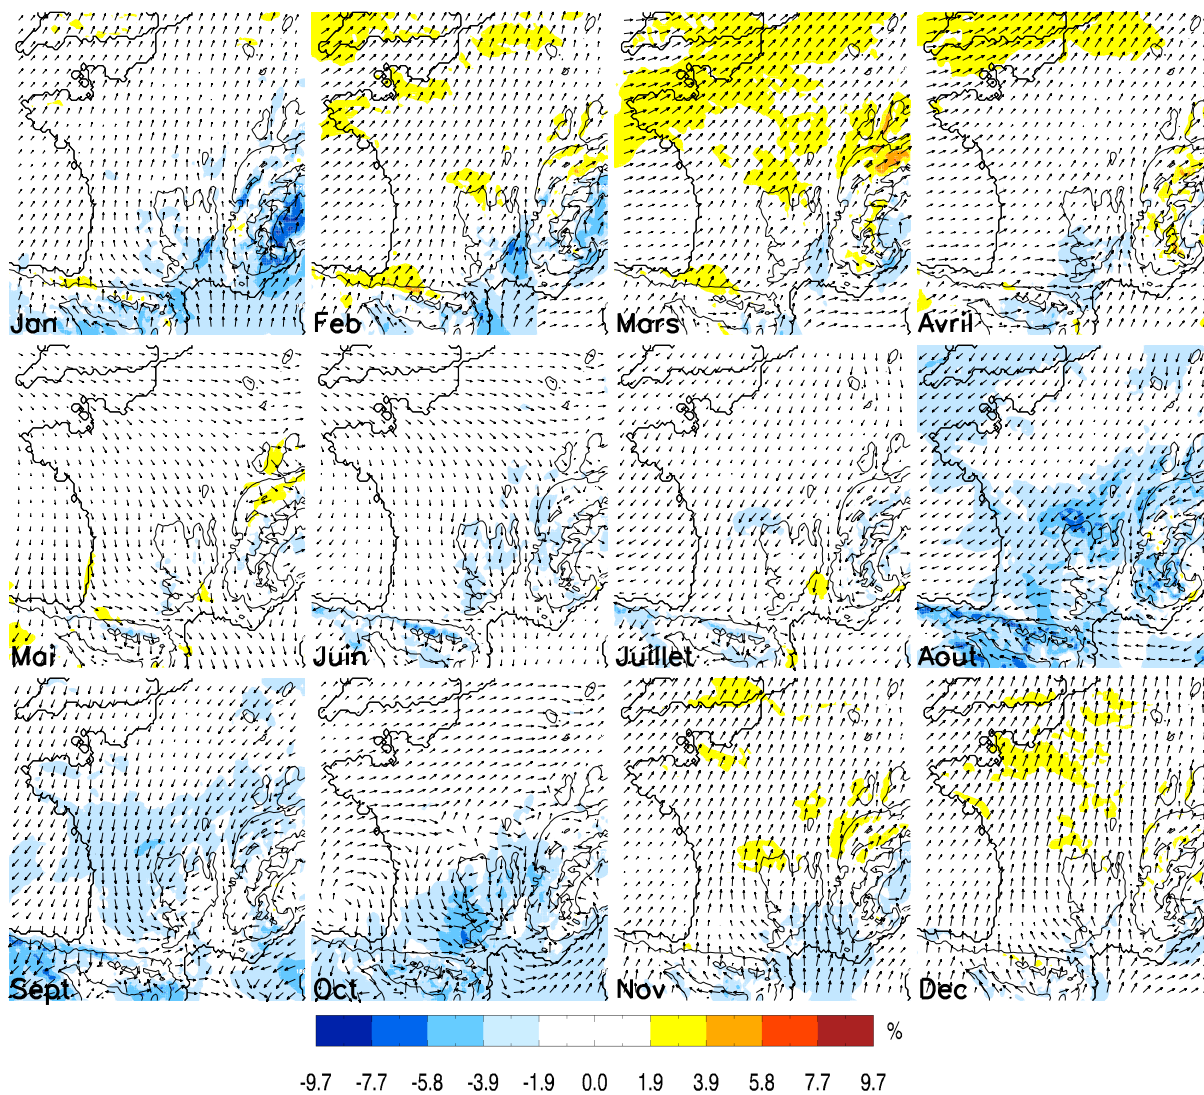 Jan Feb Mars Avril
Mai Juin Juillet Aout
Sept Oct Nov Dec
%
-9.7 -7.7 -5.8 -3.9 -1.9 0.0 1.9 3.9 5.8 7.7 9.7